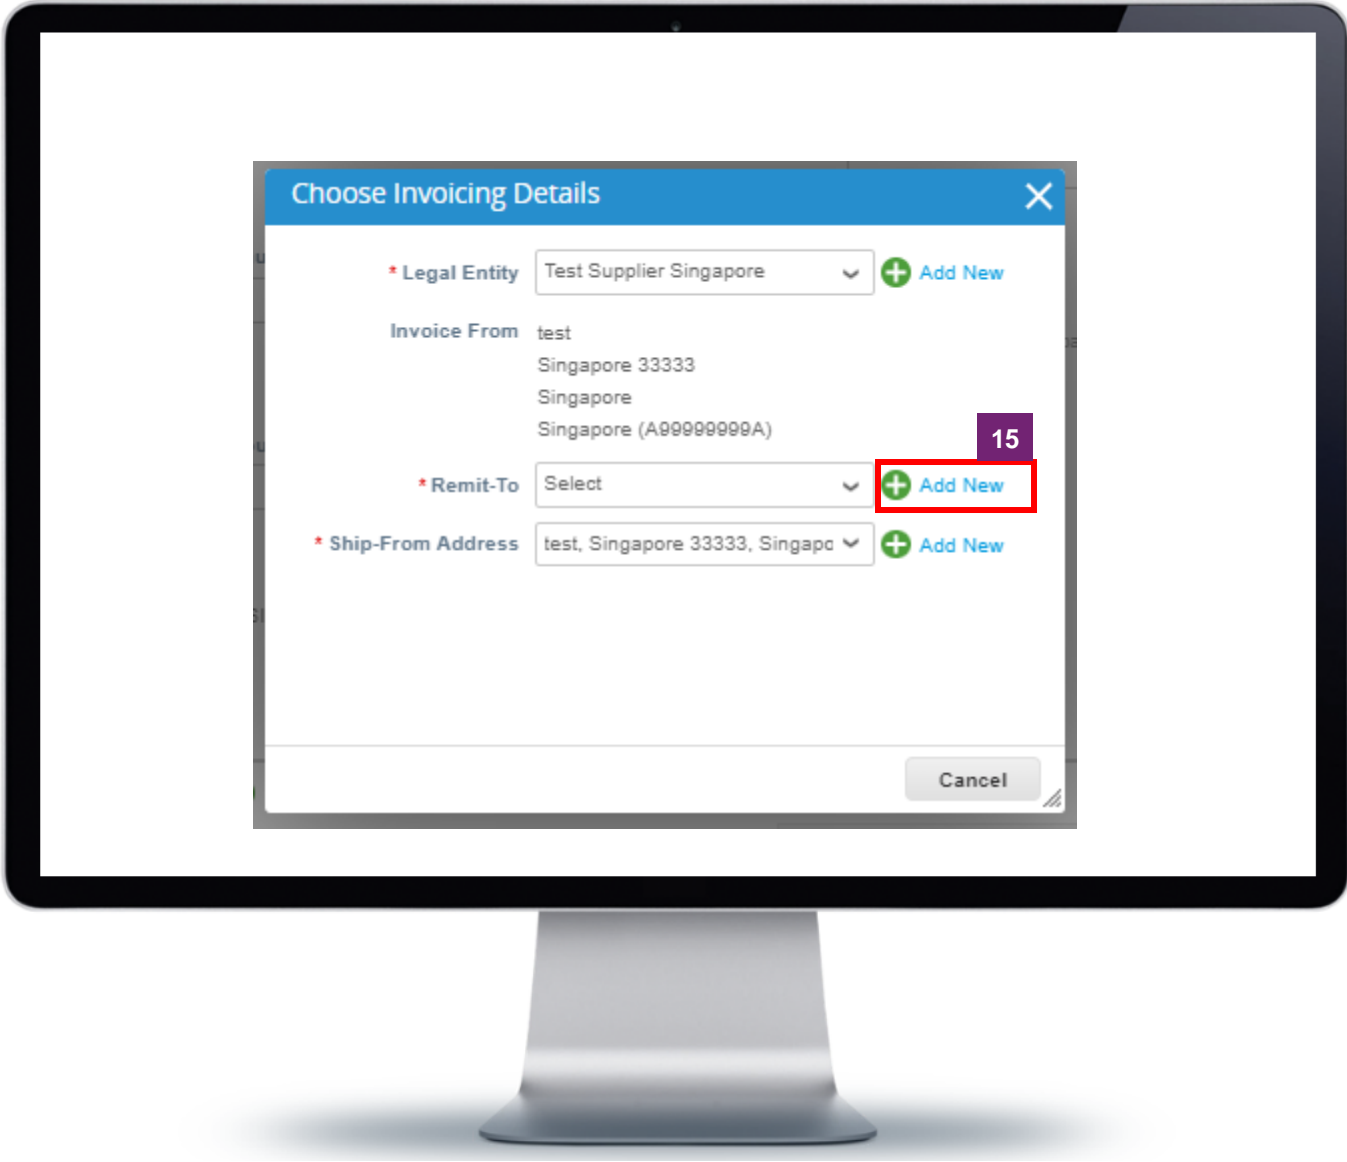 Choose Invoicing Details
* Legal Entity Test Supplier Singapore Add New
Invoice From test
Singapore 33333
Singapore
Singapore (A99999999A)
15
* Remit-To Select Add New
* Ship-From Address test, Singapore 33333, Singapo Add New
Cancel